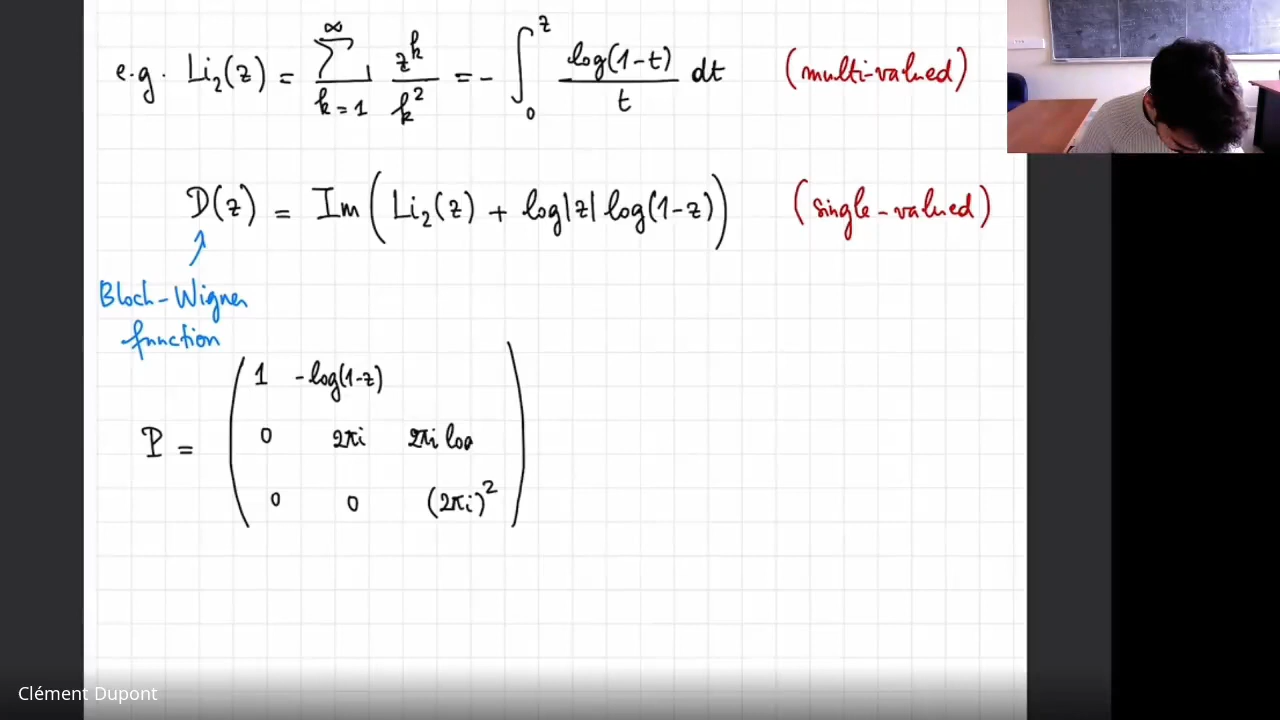 e.g. Li₂(z) = ∑_{k=1}^{∞} z^k/k² = - ∫_0^z log(1-t)/t dt (multi-valued)
D(z) = Im( Li₂(z) + log|z| log(1-z) ) (single-valued)
Bloch-Wigner
function
1 -log(1-z)
P = ( 0 2πi 2πi log )
0 0 (2πi)²
Clément Dupont